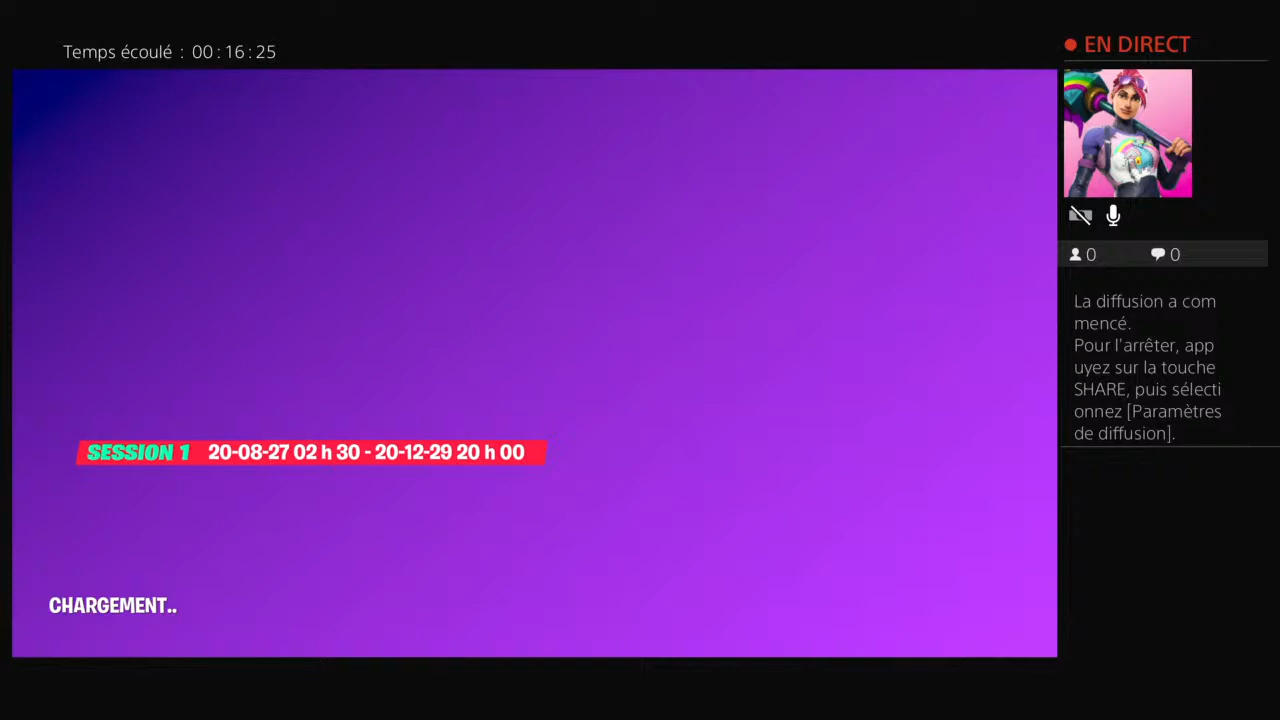 Temps écoulé : 00:16:25
EN DIRECT
0 0
La diffusion a com
mencé.
Pour l'arrêter, app
uyez sur la touche
SHARE, puis sélecti
onnez [Paramètres
de diffusion].
SESSION 1 20-08-27 02 h 30 - 20-12-29 20 h 00
CHARGEMENT..